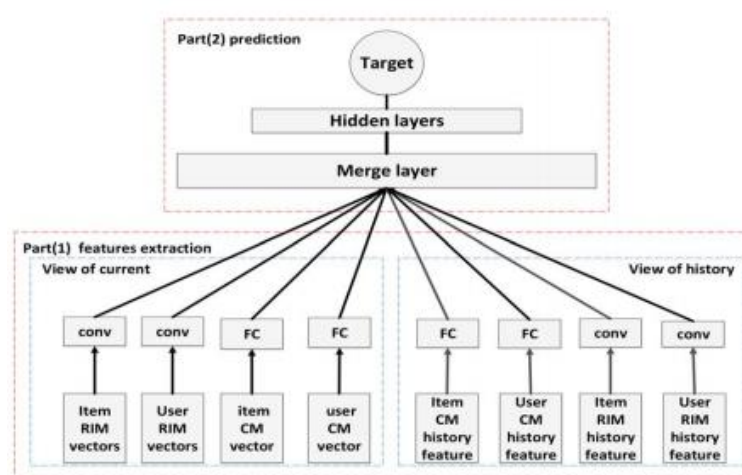 Part(2) prediction
Target
Hidden layers
Merge layer
Part(1) features extraction
View of current
View of history
conv
conv
FC
FC
FC
FC
conv
conv
Item
RIM
vectors
User
RIM
vectors
item
CM
vector
user
CM
vector
Item
CM
history
feature
User
CM
history
feature
Item
RIM
history
feature
User
RIM
history
feature